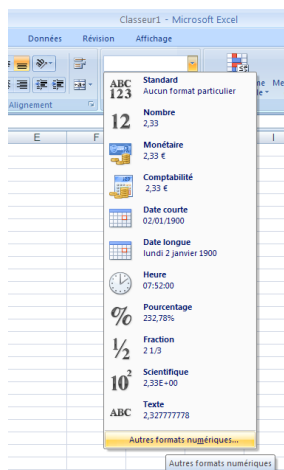 Classeur1 - Microsoft Excel
Données Révision Affichage
Alignement
E F I
ABC 123 Standard
Aucun format particulier
12 Nombre
2,33
Monétaire
2,33 €
Comptabilité
2,33 €
Date courte
02/01/1900
Date longue
lundi 2 janvier 1900
Heure
07:52:00
% Pourcentage
232,78%
1/2 Fraction
2 1/3
10² Scientifique
2,33E+00
ABC Texte
2,327777778
Autres formats numériques...
Autres formats numériques